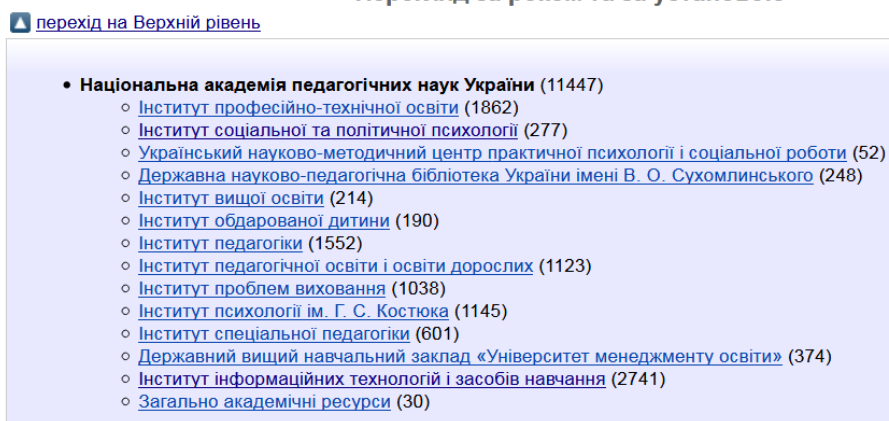 перехід на Верхній рівень
Національна академія педагогічних наук України (11447)
Інститут професійно-технічної освіти (1862)
Інститут соціальної та політичної психології (277)
Український науково-методичний центр практичної психології і соціальної роботи (52)
Державна науково-педагогічна бібліотека України імені В. О. Сухомлинського (248)
Інститут вищої освіти (214)
Інститут обдарованої дитини (190)
Інститут педагогіки (1552)
Інститут педагогічної освіти і освіти дорослих (1123)
Інститут проблем виховання (1038)
Інститут психології ім. Г. С. Костюка (1145)
Інститут спеціальної педагогіки (601)
Державний вищий навчальний заклад «Університет менеджменту освіти» (374)
Інститут інформаційних технологій і засобів навчання (2741)
Загально академічні ресурси (30)